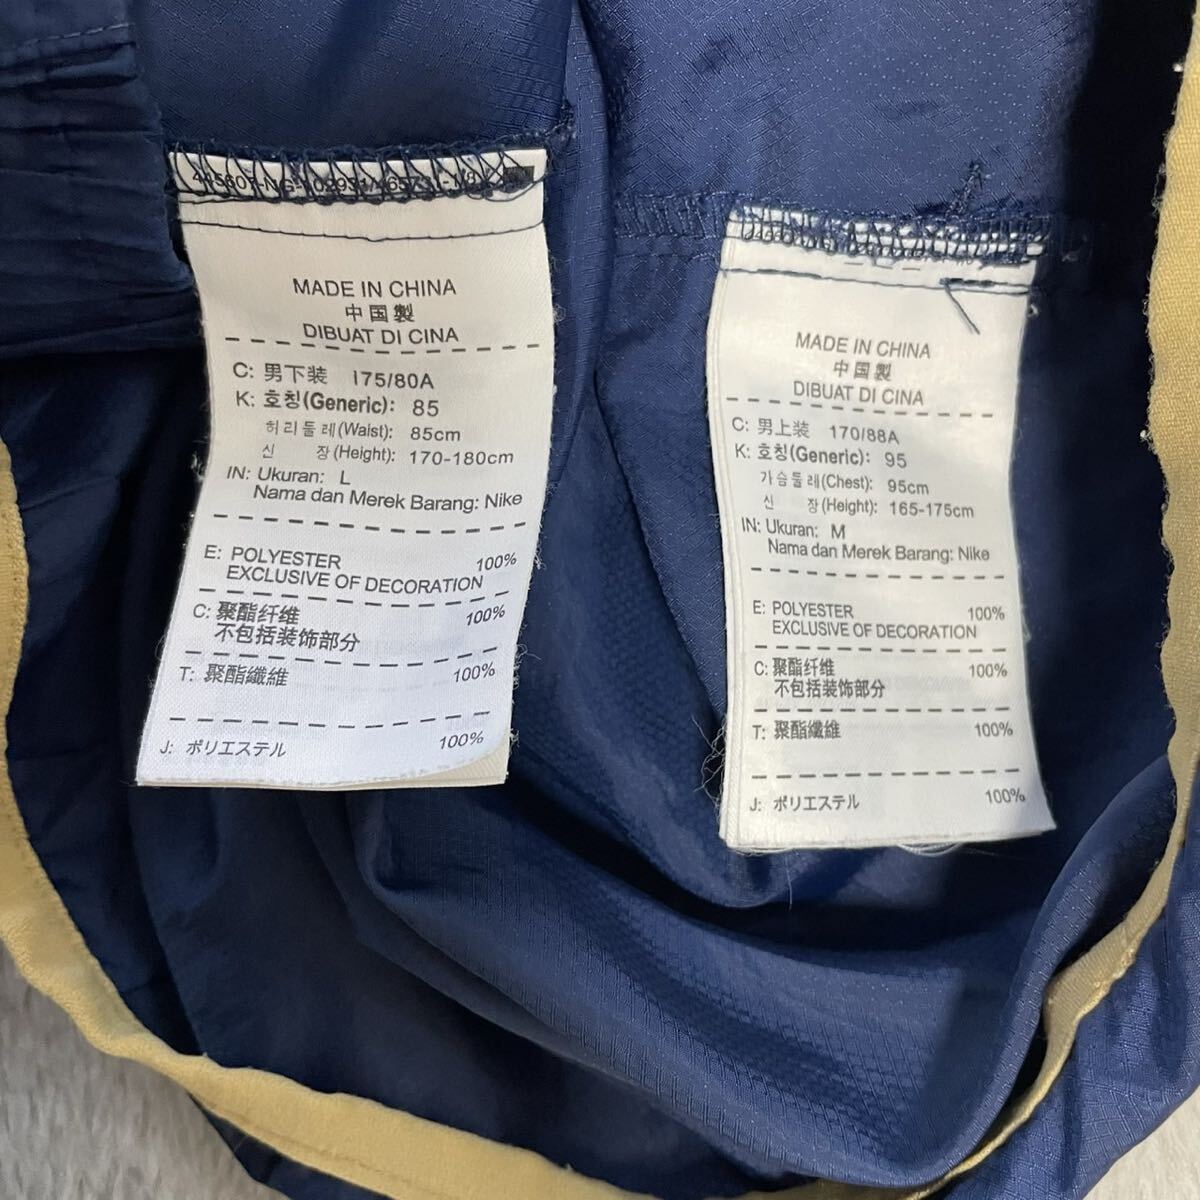 MADE IN CHINA
中国製
DIBUAT DI CINA
C: 男下装 175/80A
K: 호칭(Generic): 85
허리둘레(Waist): 85cm
신 장(Height): 170-180cm
IN: Ukuran: L
Nama dan Merek Barang: Nike
E: POLYESTER 100%
EXCLUSIVE OF DECORATION
C: 聚酯纤维 100%
不包括装饰部分
T: 聚酯纖維 100%
J: ポリエステル 100%
MADE IN CHINA
中国製
DIBUAT DI CINA
C: 男上装 170/88A
K: 호칭(Generic): 95
가슴둘레(Chest): 95cm
신 장(Height): 165-175cm
IN: Ukuran: M
Nama dan Merek Barang: Nike
E: POLYESTER 100%
EXCLUSIVE OF DECORATION
C: 聚酯纤维 100%
不包括装饰部分
T: 聚酯纖維 100%
J: ポリエステル 100%